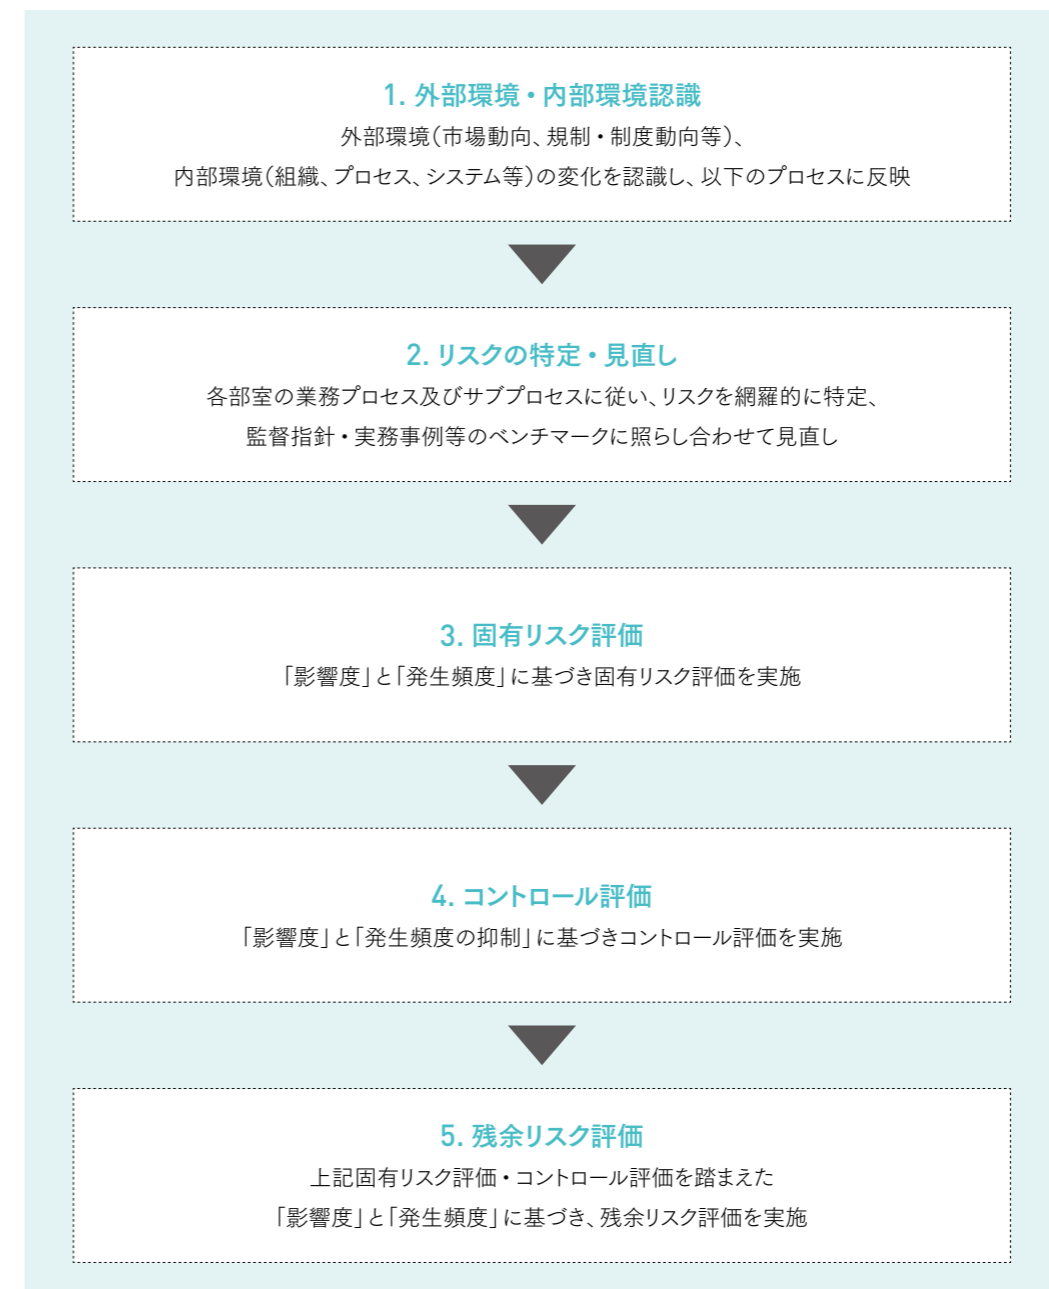 1. 外部環境・内部環境認識
外部環境（市場動向、規制・制度動向等）、
内部環境（組織、プロセス、システム等）の変化を認識し、以下のプロセスに反映
2. リスクの特定・見直し
各部室の業務プロセス及びサブプロセスに従い、リスクを網羅的に特定、
監督指針・実務事例等のベンチマークに照らし合わせて見直し
3. 固有リスク評価
「影響度」と「発生頻度」に基づき固有リスク評価を実施
4. コントロール評価
「影響度」と「発生頻度の抑制」に基づきコントロール評価を実施
5. 残余リスク評価
上記固有リスク評価・コントロール評価を踏まえた
「影響度」と「発生頻度」に基づき、残余リスク評価を実施